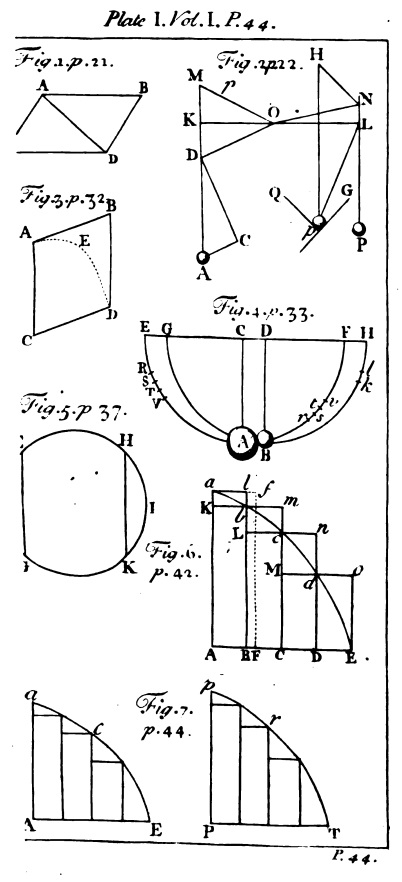 Plate I. Vol. I. P. 44.
Fig. 1. p. 21.
A B
D
Fig. 2. p. 22.
H
M r
N
K O L
D
Q G
C p
A P
Fig. 3. p. 32.
B
A E
D
C
Fig. 4. p. 33.
E G C D F H
R l
S k
T t v
V r s
A B
Fig. 5. p. 37.
H
I
K
Fig. 6.
p. 42.
a l f
K b m
L c n
M d o
A B F C D E
Fig. 7.
p. 44.
a p
c r
A E P T
P. 44.